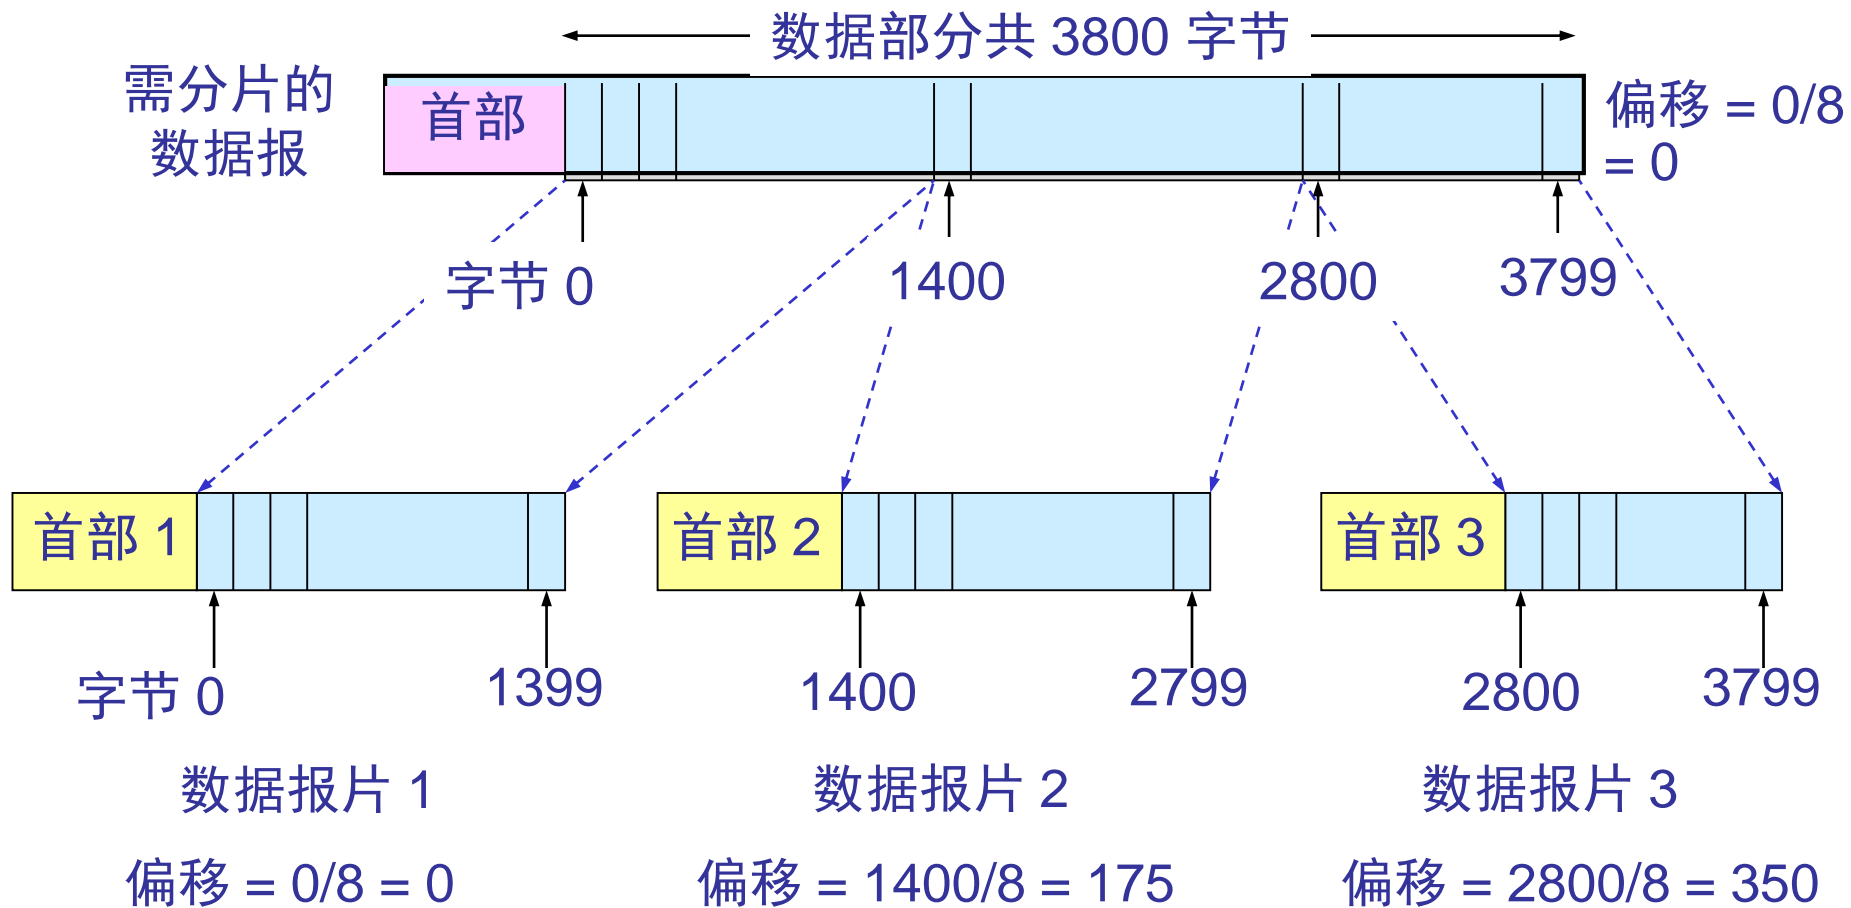 数据部分共 3800 字节
需分片的
数据报
首部
偏移 = 0/8
= 0
字节 0
1400
2800
3799
首部 1
首部 2
首部 3
字节 0
1399
1400
2799
2800
3799
数据报片 1
数据报片 2
数据报片 3
偏移 = 0/8 = 0
偏移 = 1400/8 = 175
偏移 = 2800/8 = 350